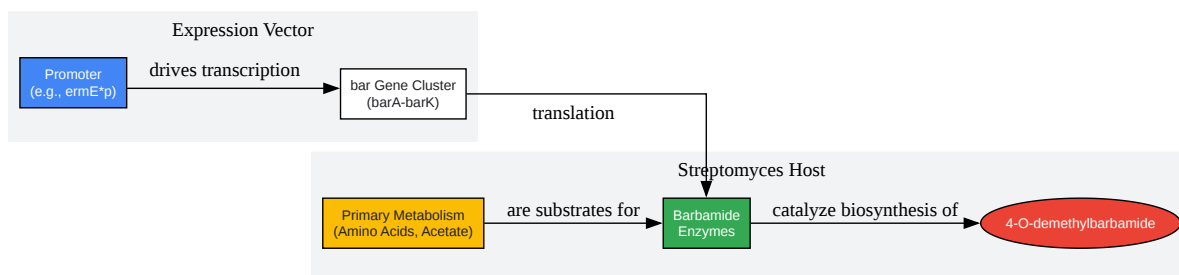 Expression Vector
Promoter
(e.g., ermE*p)
drives transcription
bar Gene Cluster
(barA-barK)
translation
Streptomyces Host
Primary Metabolism
(Amino Acids, Acetate)
are substrates for
Barbamide
Enzymes
catalyze biosynthesis of
4-O-demethylbarbamide